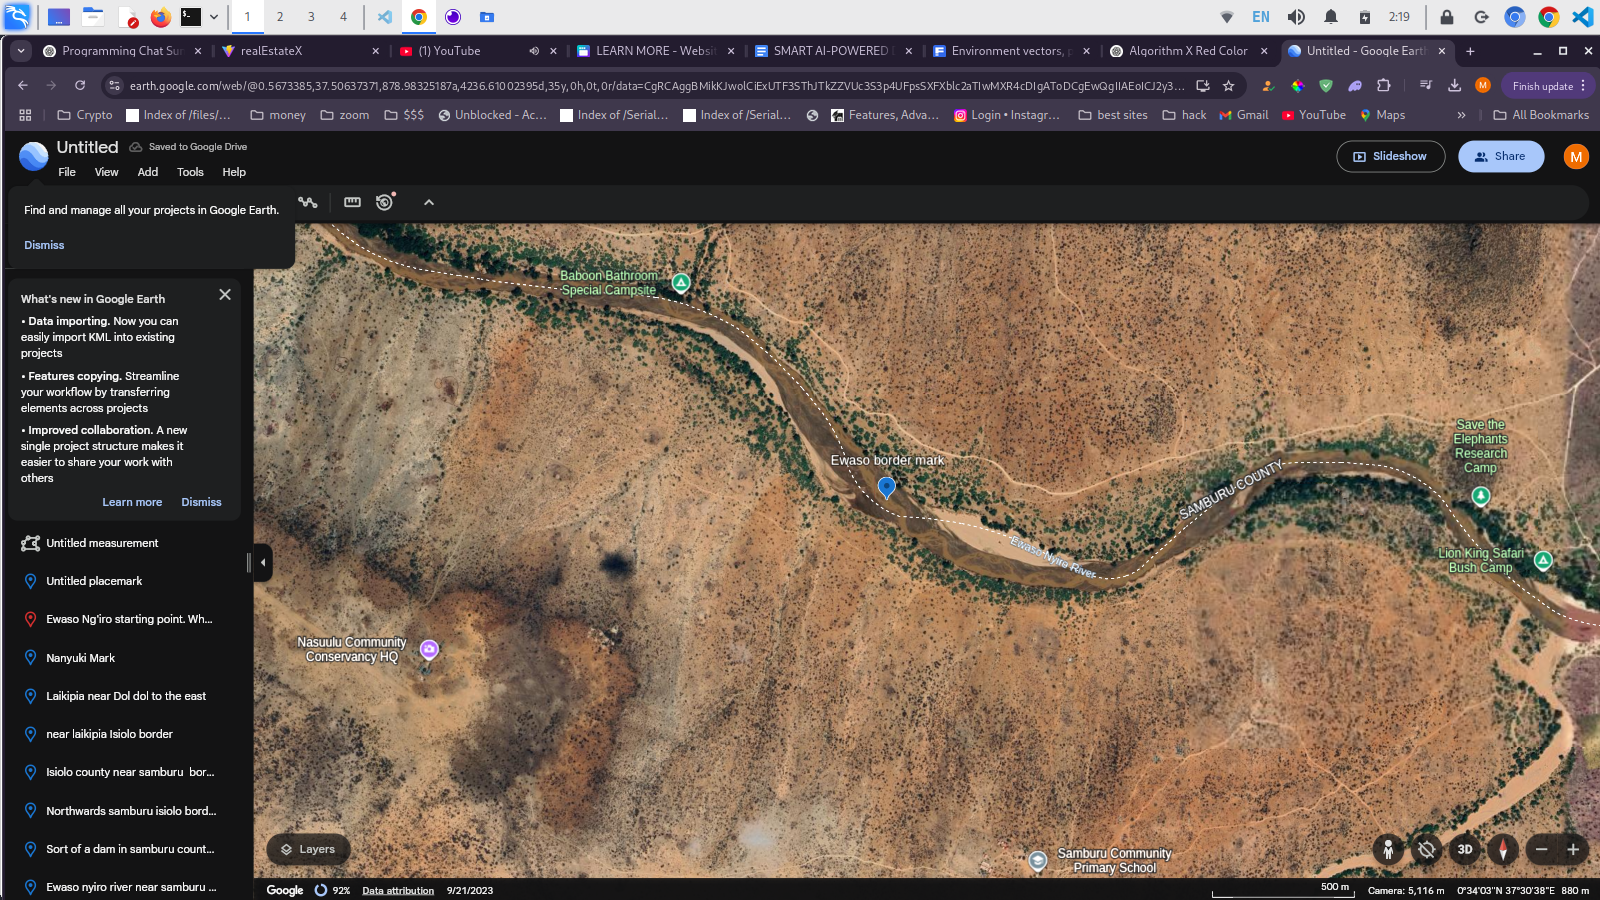 1
2
3
4
EN
2:19
Programming Chat Sur
realEstateX
(1) YouTube
LEARN MORE - Websi
SMART AI-POWERED
Environment vectors, p
Algorithm X Red Color
Untitled - Google Earth
earth.google.com/web/@0.5673385,37.50637371,878.98325187a,4236.61002395d,35y,0h,0t,0r/data=
Finish update
Crypto
Index of /files/...
money
zoom
$$$
Unblocked - Ac...
Index of /Serial...
Index of /Serial...
Features, Adva...
Login • Instagr...
best sites
hack
Gmail
YouTube
Maps
»
All Bookmarks
Untitled
Saved to Google Drive
File
View
Add
Tools
Help
Slideshow
Share
M
Find and manage all your projects in Google Earth.
Dismiss
What's new in Google Earth
• Data importing. Now you can
easily import KML into existing
projects
• Features copying. Streamline
your workflow by transferring
elements across projects
• Improved collaboration. A new
single project structure makes it
easier to share your work with
others
Learn more
Dismiss
Untitled measurement
Untitled placemark
Ewaso Ng'iro starting point. Wh...
Nanyuki Mark
Laikipia near Dol dol to the east
near laikipia Isiolo border
Isiolo county near samburu bor...
Northwards samburu isiolo bord...
Sort of a dam in samburu count...
Ewaso nyiro river near samburu ...
Baboon Bathroom
Special Campsite
Ewaso border mark
SAMBURU COUNTY
Ewaso Nyiro River
Save the
Elephants
Research
Camp
Lion King Safari
Bush Camp
Nasuulu Community
Conservancy HQ
Samburu Community
Primary School
Layers
3D
Google
92%
Data attribution
9/21/2023
500 m
Camera: 5,116 m
0°34'03"N 37°30'38"E
880 m